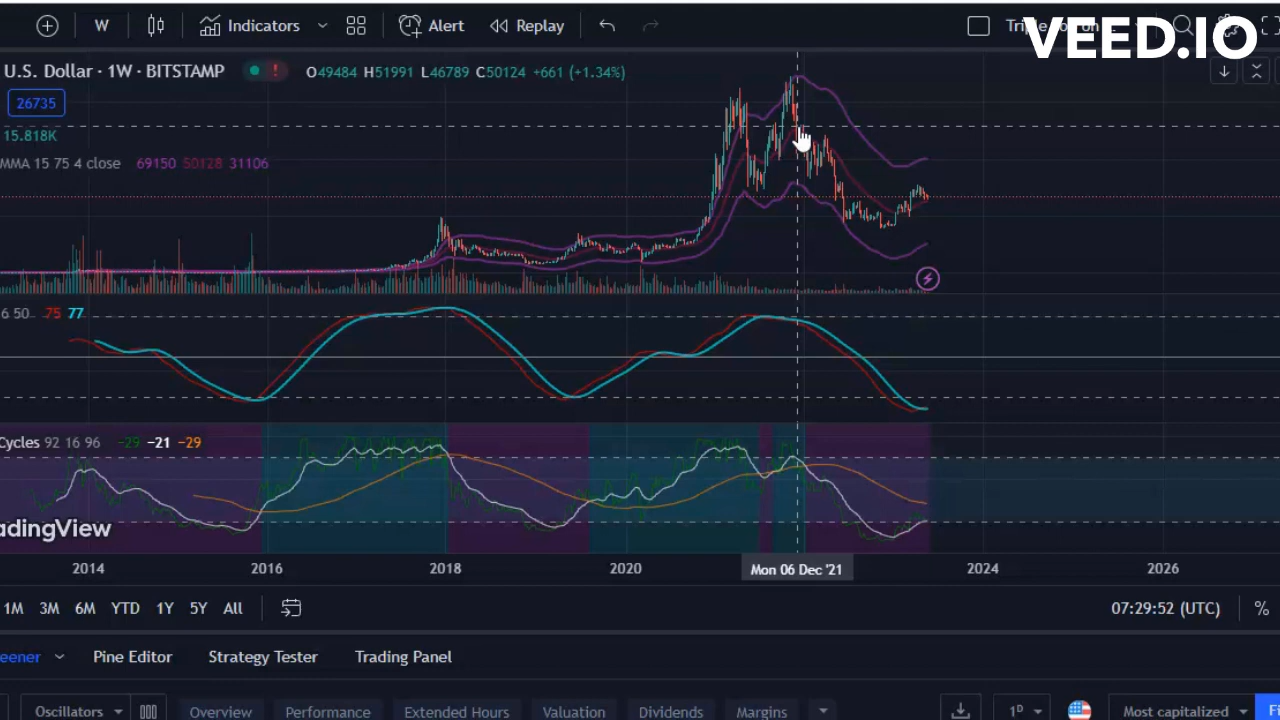 W Indicators Alert Replay
VEED.IO
U.S. Dollar · 1W · BITSTAMP ! O49484 H51991 L46789 C50124 +661 (+1.34%)
26735
15.818K
MMA 15 75 4 close 69150 50128 31106
6 50 75 77
Cycles 92 16 96 -29 -21 -29
adingView
2014 2016 2018 2020 Mon 06 Dec '21 2024 2026
1M 3M 6M YTD 1Y 5Y All 07:29:52 (UTC) %
eener Pine Editor Strategy Tester Trading Panel
Oscillators Overview Performance Extended Hours Valuation Dividends Margins 1D Most capitalized Fi